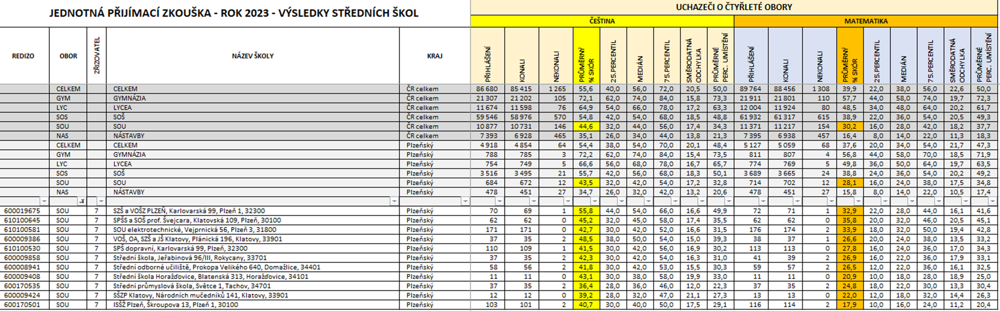 JEDNOTNÁ PŘIJÍMACÍ ZKOUŠKA - ROK 2023 - VÝSLEDKY STŘEDNÍCH ŠKOL
UCHAZEČI O ČTYŘLETÉ OBORY
ČEŠTINA MATEMATIKA
REDIZO OBOR ZŘIZOVATEL NÁZEV ŠKOLY KRAJ PŘIHLÁŠENÍ KONALI NEKONALI PRŮMĚRNÝ % SKÓR 25.PERCENTIL MEDIÁN 75.PERCENTIL SMĚRODATNÁ ODCHYLKA PRŮMĚRNÉ PERC. UMÍSTĚNÍ PŘIHLÁŠENÍ KONALI NEKONALI PRŮMĚRNÝ % SKÓR 25.PERCENTIL MEDIÁN 75.PERCENTIL SMĚRODATNÁ ODCHYLKA PRŮMĚRNÉ PERC. UMÍSTĚNÍ
CELKEM CELKEM ČR celkem 86 680 85 415 1 265 55,6 40,0 56,0 72,0 20,5 50,0 89 764 88 456 1 308 39,9 22,0 38,0 56,0 22,6 50,0
GYM GYMNÁZIA ČR celkem 21 307 21 202 105 72,1 62,0 74,0 84,0 15,8 73,3 21 911 21 801 110 57,7 44,0 58,0 74,0 19,7 72,3
LYC LYCEA ČR celkem 11 674 11 598 76 64,9 54,0 66,0 78,0 17,2 63,3 12 004 11 924 80 48,5 34,0 48,0 64,0 20,2 61,7
SOS SOŠ ČR celkem 59 546 58 976 570 54,8 42,0 54,0 68,0 18,5 48,8 61 932 61 317 615 38,9 22,0 36,0 54,0 20,5 49,3
SOU SOU ČR celkem 10 877 10 731 146 44,6 32,0 44,0 56,0 17,4 34,3 11 371 11 217 154 30,2 16,0 28,0 42,0 18,2 37,7
NAS NÁSTAVBY ČR celkem 7 393 6 928 465 35,1 26,0 34,0 44,0 13,8 21,3 7 395 6 938 457 16,4 8,0 14,0 22,0 11,3 18,3
CELKEM CELKEM Plzeňský 4 918 4 854 64 54,4 38,0 54,0 70,0 20,1 48,4 5 127 5 059 68 37,6 20,0 34,0 54,0 21,7 47,3
GYM GYMNÁZIA Plzeňský 788 785 3 72,2 62,0 74,0 84,0 15,4 73,5 811 807 4 56,8 44,0 58,0 70,0 18,5 71,9
LYC LYCEA Plzeňský 754 749 5 66,6 56,0 68,0 78,0 16,7 65,7 774 769 5 49,8 36,0 50,0 64,0 19,7 63,5
SOS SOŠ Plzeňský 3 516 3 495 21 55,7 42,0 56,0 68,0 18,3 50,1 3 689 3 665 24 38,8 24,0 36,0 54,0 20,2 49,2
SOU SOU Plzeňský 684 672 12 43,5 32,0 42,0 54,0 17,2 32,8 714 702 12 28,1 16,0 24,0 38,0 17,5 34,8
NAS NÁSTAVBY Plzeňský 478 451 27 34,7 26,0 32,0 42,0 13,2 20,6 478 451 27 15,8 8,0 14,0 22,0 10,5 17,4
600019675 SOU 7 SZŠ a VOŠZ PLZEŇ, Karlovarská 99, Plzeň 1, 32300 Plzeňský 70 69 1 55,8 44,0 54,0 66,0 16,6 49,9 72 71 1 32,9 22,0 28,0 44,0 16,1 41,6
610100645 SOU 7 SPŠS a SOŠ prof. Švejcara, Klatovská 109, Plzeň, 30100 Plzeňský 62 62 0 45,2 32,0 45,0 58,0 17,4 35,5 62 62 0 35,8 20,0 32,0 46,0 20,5 45,1
610100581 SOU 7 SOU elektrotechnické, Vejprnická 56, Plzeň 3, 31800 Plzeňský 171 171 0 42,7 30,0 42,0 52,0 16,6 31,5 176 174 2 33,9 18,0 32,0 50,0 19,4 42,8
600009386 SOU 7 VOŠ, OA, SZŠ a JŠ Klatovy, Plánická 196, Klatovy, 33901 Plzeňský 37 35 2 48,5 38,0 50,0 54,0 15,0 39,3 38 37 1 26,6 20,0 24,0 38,0 13,5 33,2
610100530 SOU 7 SPŠ dopravní, Karlovarská 99, Plzeň, 32300 Plzeňský 110 109 1 41,5 30,0 42,0 56,0 16,9 30,2 113 113 0 27,8 16,0 24,0 36,0 17,0 34,3
600009858 SOU 7 Střední škola, Jeřabinová 96/III, Rokycany, 33701 Plzeňský 37 35 2 42,3 30,0 42,0 54,0 16,3 31,0 41 39 2 26,9 16,0 22,0 36,0 17,9 33,1
600008941 SOU 7 Střední odborné učiliště, Prokopa Velikého 640, Domažlice, 34401 Plzeňský 58 56 2 41,8 30,0 42,0 53,0 15,5 30,3 59 57 2 26,5 12,0 22,0 36,0 16,1 32,5
600009408 SOU 7 Střední škola Horažďovice, Blatenská 313, Horažďovice, 34101 Plzeňský 11 11 0 43,1 30,0 38,0 58,0 19,9 33,0 11 11 0 20,9 10,0 18,0 28,0 18,9 25,0
600170535 SOU 7 Střední průmyslová škola, Světce 1, Tachov, 34701 Plzeňský 37 35 2 36,4 28,0 36,0 46,0 12,0 22,3 37 35 2 24,8 18,0 22,0 30,0 13,3 30,4
600009424 SOU 7 SŠZP Klatovy, Národních mučedníků 141, Klatovy, 33901 Plzeňský 12 12 0 39,2 28,0 32,0 47,0 21,1 27,3 13 13 0 22,0 12,0 18,0 32,0 14,4 26,3
600170501 SOU 7 ISŠŽ Plzeň, Škroupova 13, Plzeň 1, 30100 Plzeňský 103 101 2 40,7 30,0 40,0 50,0 17,5 29,1 116 114 2 17,9 10,0 16,0 24,0 11,2 20,4